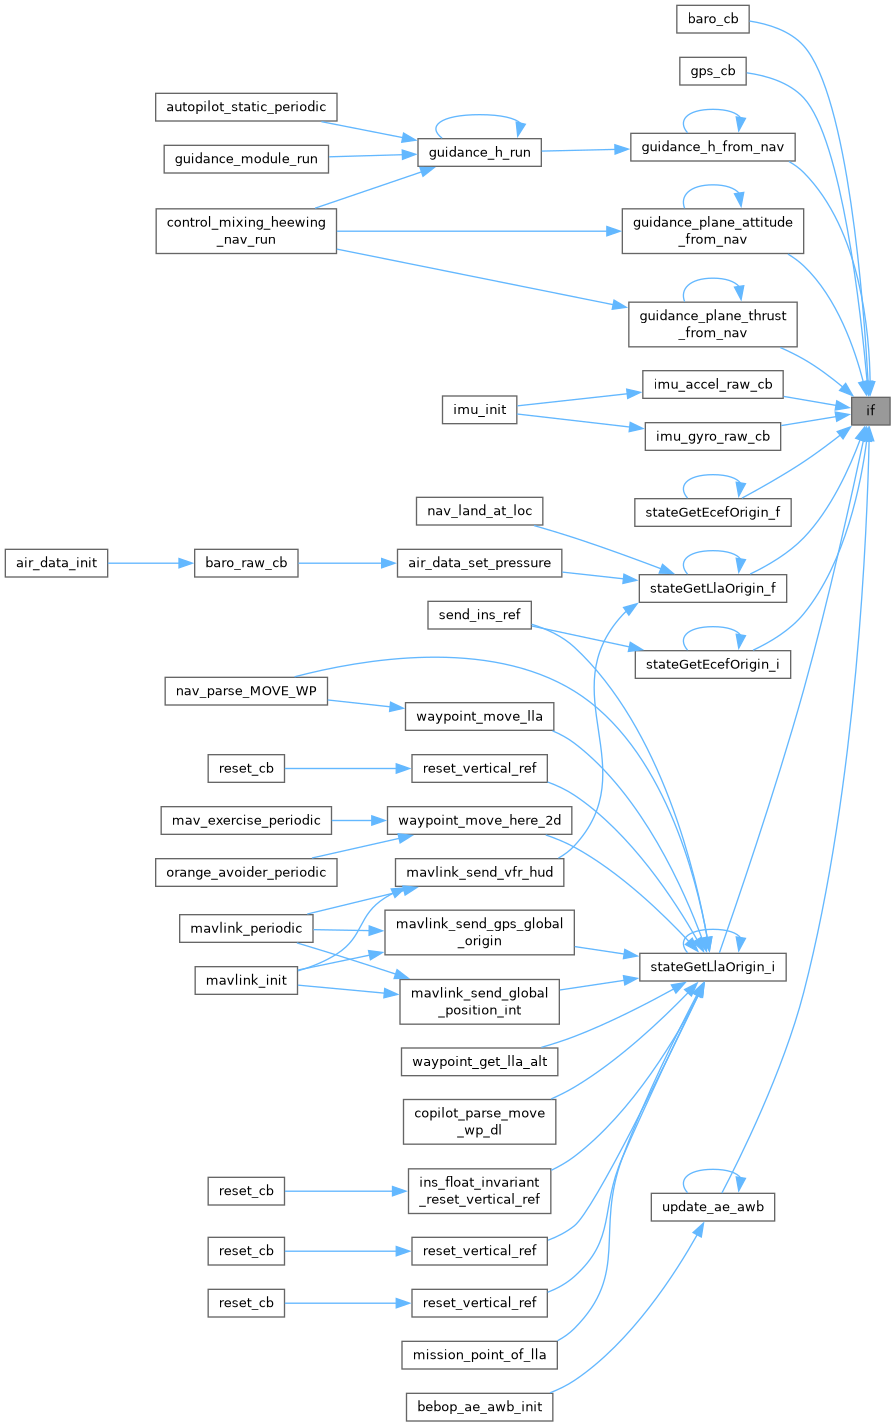 baro_cb
gps_cb
autopilot_static_periodic
guidance_h_run
guidance_h_from_nav
guidance_module_run
control_mixing_heewing
_nav_run
guidance_plane_attitude
_from_nav
guidance_plane_thrust
_from_nav
imu_accel_raw_cb
imu_init
if
imu_gyro_raw_cb
nav_land_at_loc
stateGetEcefOrigin_f
air_data_init
baro_raw_cb
air_data_set_pressure
stateGetLlaOrigin_f
send_ins_ref
stateGetEcefOrigin_i
nav_parse_MOVE_WP
waypoint_move_lla
reset_cb
reset_vertical_ref
mav_exercise_periodic
waypoint_move_here_2d
orange_avoider_periodic
mavlink_send_vfr_hud
mavlink_periodic
mavlink_send_gps_global
_origin
stateGetLlaOrigin_i
mavlink_init
mavlink_send_global
_position_int
waypoint_get_lla_alt
copilot_parse_move
_wp_dl
reset_cb
ins_float_invariant
_reset_vertical_ref
update_ae_awb
reset_cb
reset_vertical_ref
reset_cb
reset_vertical_ref
mission_point_of_lla
bebop_ae_awb_init